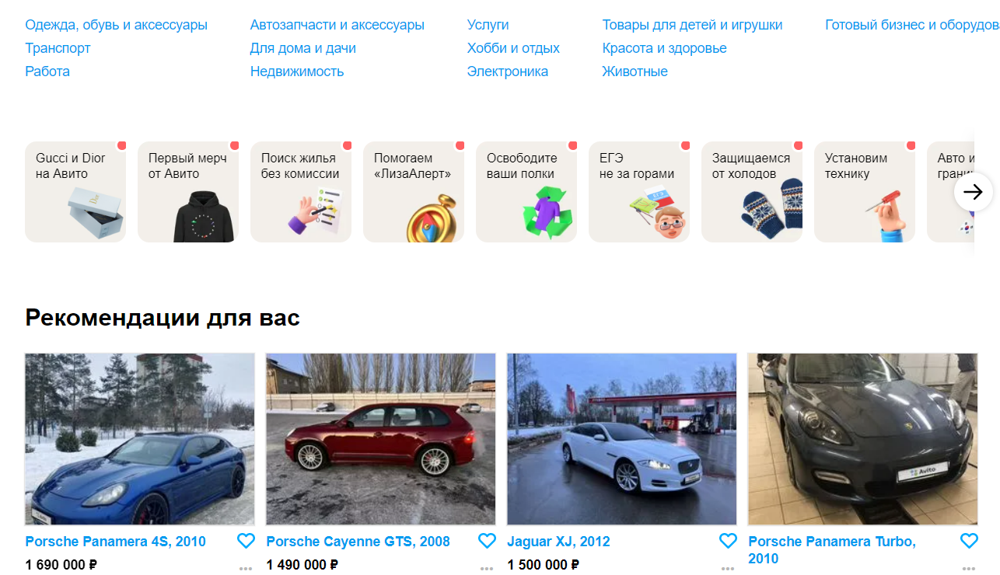 Одежда, обувь и аксессуары
Автозапчасти и аксессуары
Услуги
Товары для детей и игрушки
Готовый бизнес и
Транспорт
Для дома и дачи
Хобби и отдых
Красота и здоровье
Работа
Недвижимость
Электроника
Животные
Gucci и Dior
на Авито
Первый мерч
от Авито
Поиск жилья
без комиссии
Помогаем
«ЛизаАлерт»
Освободите
ваши полки
ЕГЭ
не за горами
Защищаемся
от холодов
Установим
технику
Авто и
Рекомендации для вас
Avito
Porsche Panamera 4S, 2010
1 690 000 ₽
Porsche Cayenne GTS, 2008
1 490 000 ₽
Jaguar XJ, 2012
1 500 000 ₽
Porsche Panamera Turbo,
2010